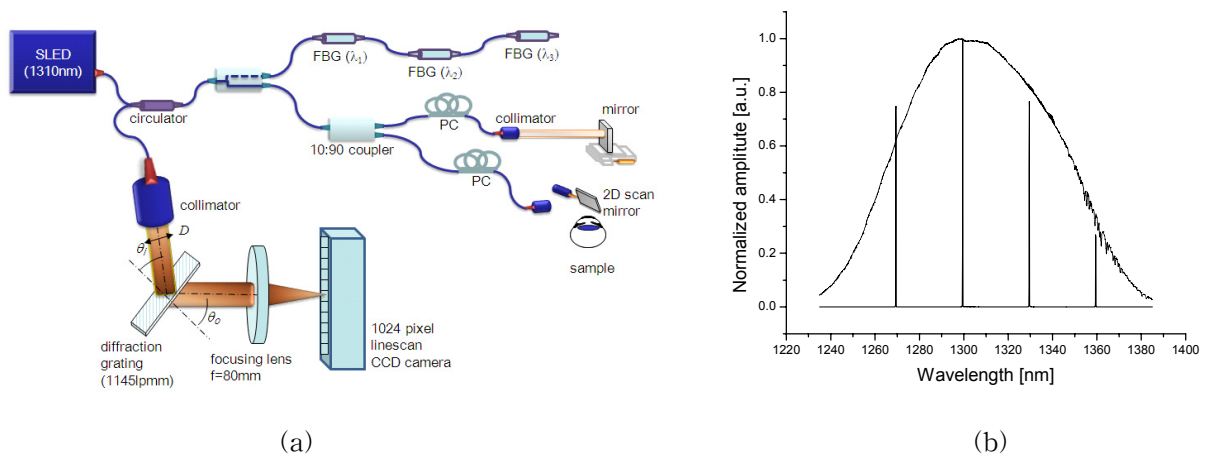 SLED
(1310nm)
FBG (λ1)
FBG (λ2)
FBG (λ3)
circulator
10:90 coupler
PC
collimator
mirror
PC
2D scan
mirror
sample
collimator
D
θi
θo
diffraction
grating
(1145lpmm)
focusing lens
f=80mm
1024 pixel
linescan
CCD camera
(a)
Normalized amplitude [a.u.]
1.0
0.8
0.6
0.4
0.2
0.0
1220 1240 1260 1280 1300 1320 1340 1360 1380 1400
Wavelength [nm]
(b)